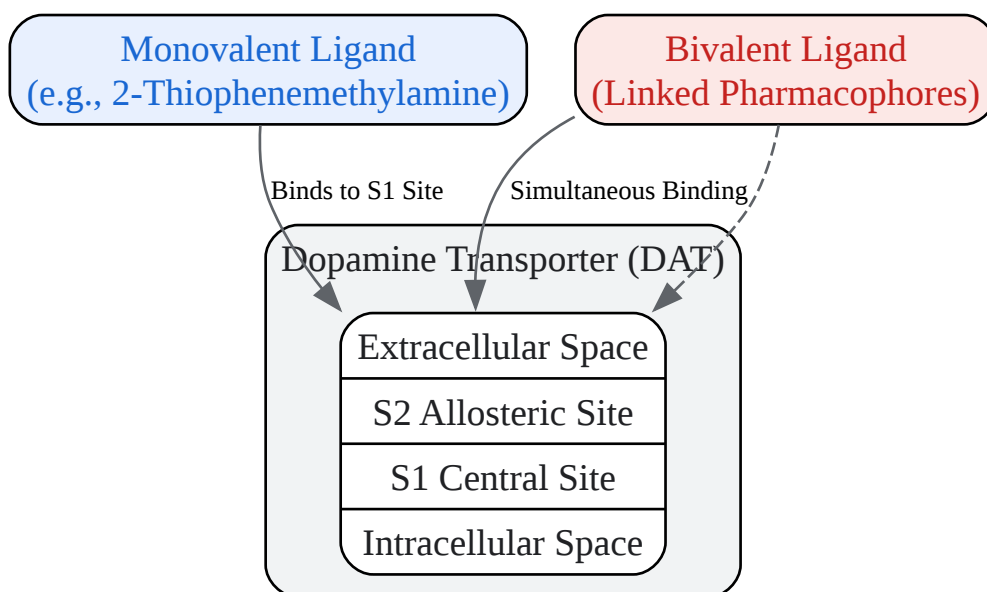 Monovalent Ligand
(e.g., 2-Thiophenemethylamine)
Bivalent Ligand
(Linked Pharmacophores)
Binds to S1 Site
Simultaneous Binding
Dopamine Transporter (DAT)
Extracellular Space
S2 Allosteric Site
S1 Central Site
Intracellular Space